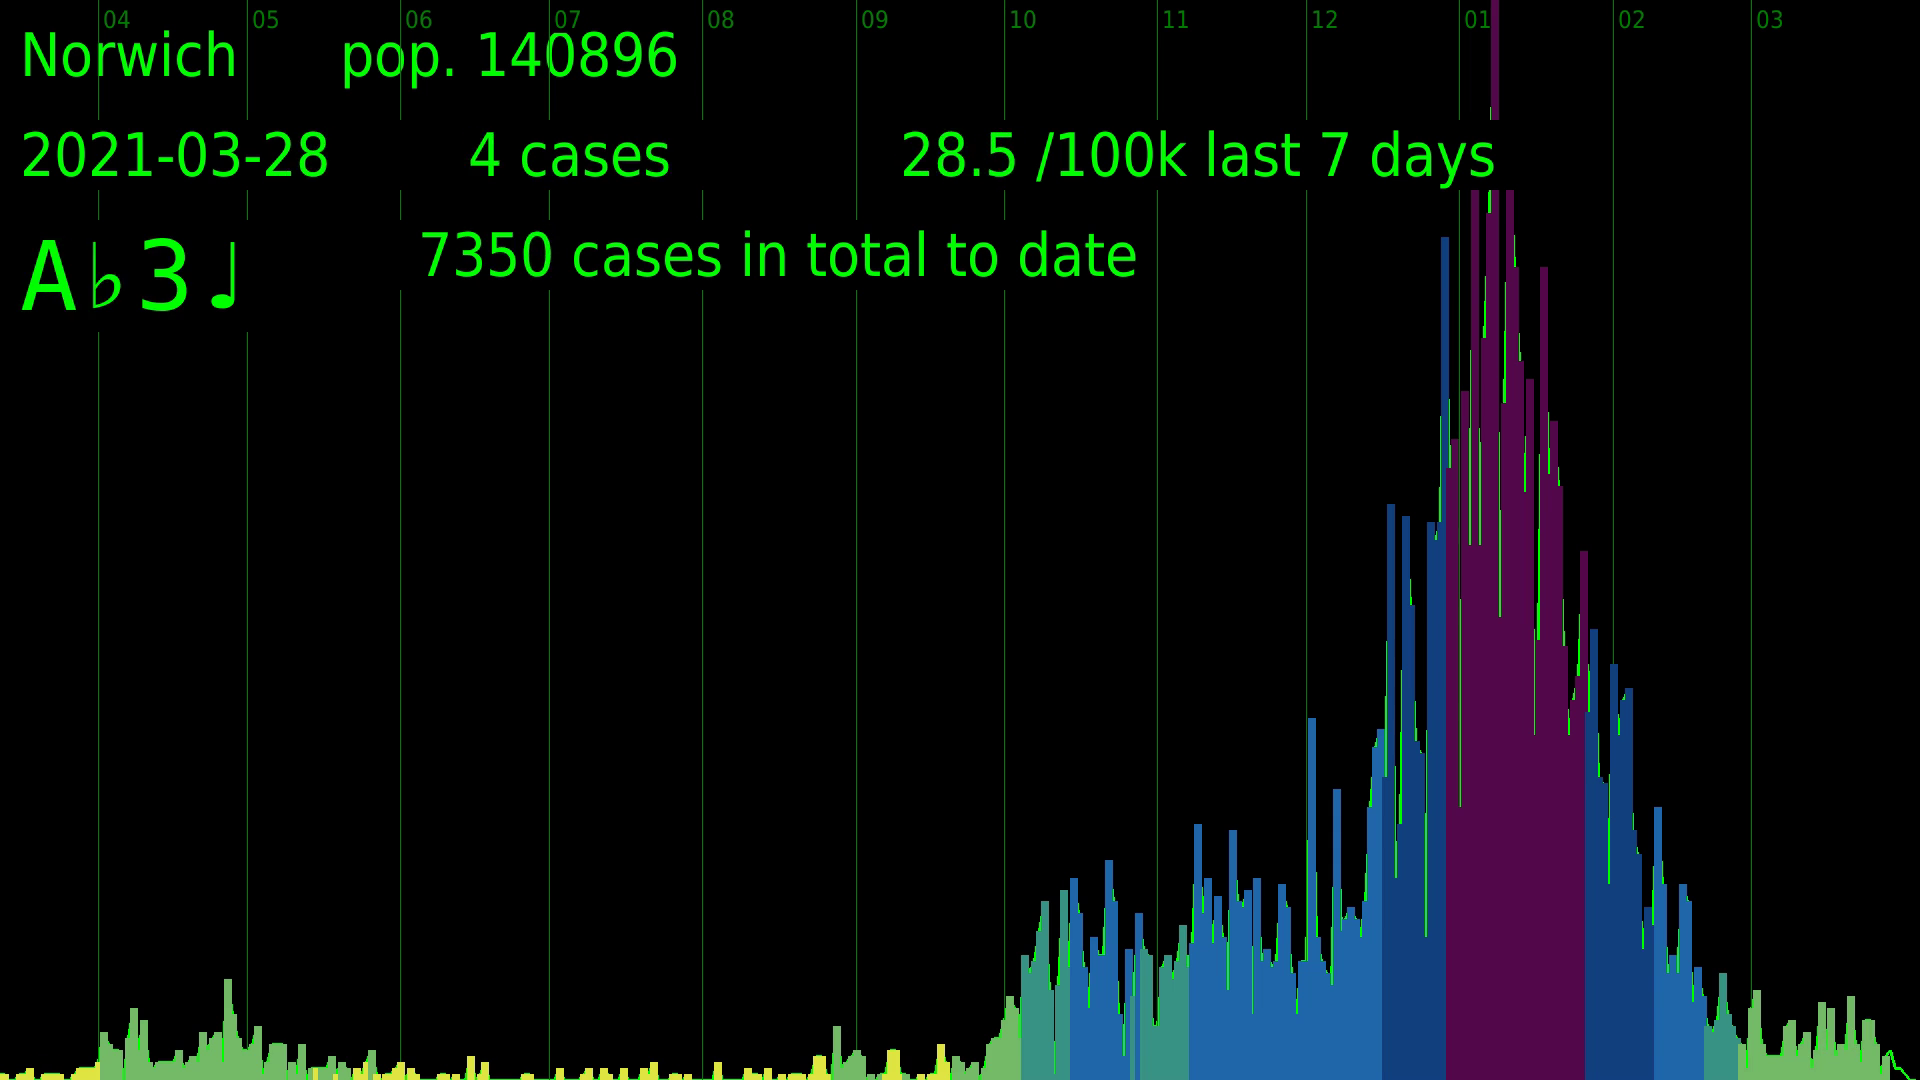 04 05 06 07 08 09 10 11 12 01 02 03
Norwich pop. 140896
2021-03-28 4 cases 28.5 /100k last 7 days
A♭3♩ 7350 cases in total to date